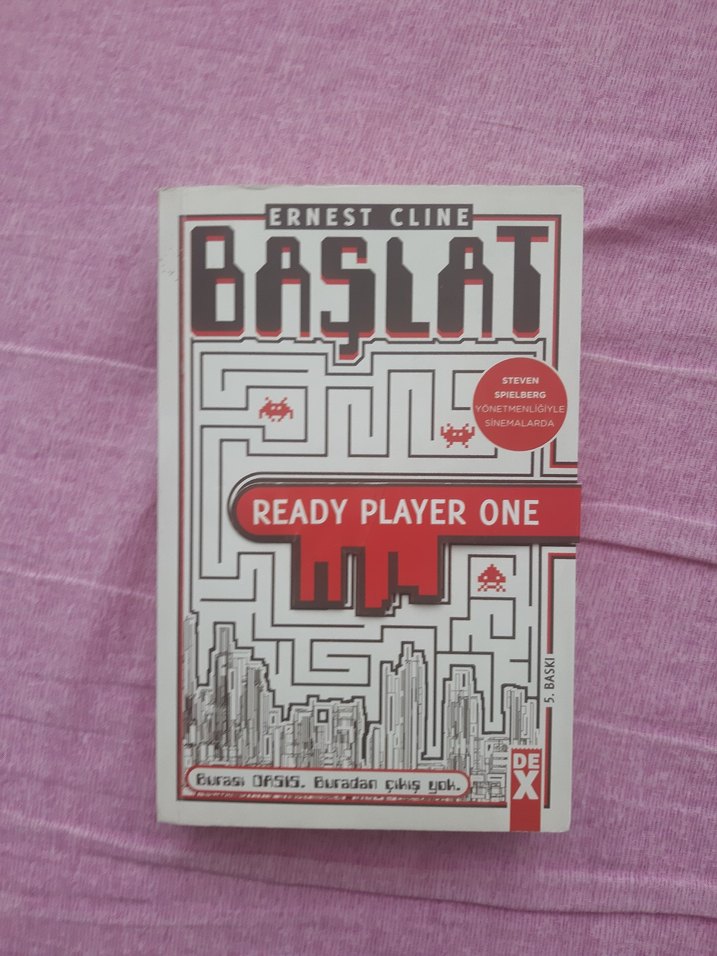 ERNEST CLINE
BAŞLAT
STEVEN
SPIELBERG
YÖNETMENLİĞİYLE
SİNEMALARDA
READY PLAYER ONE
5. BASKI
Burası OASIS. Buradan çıkış yok.
DE
X